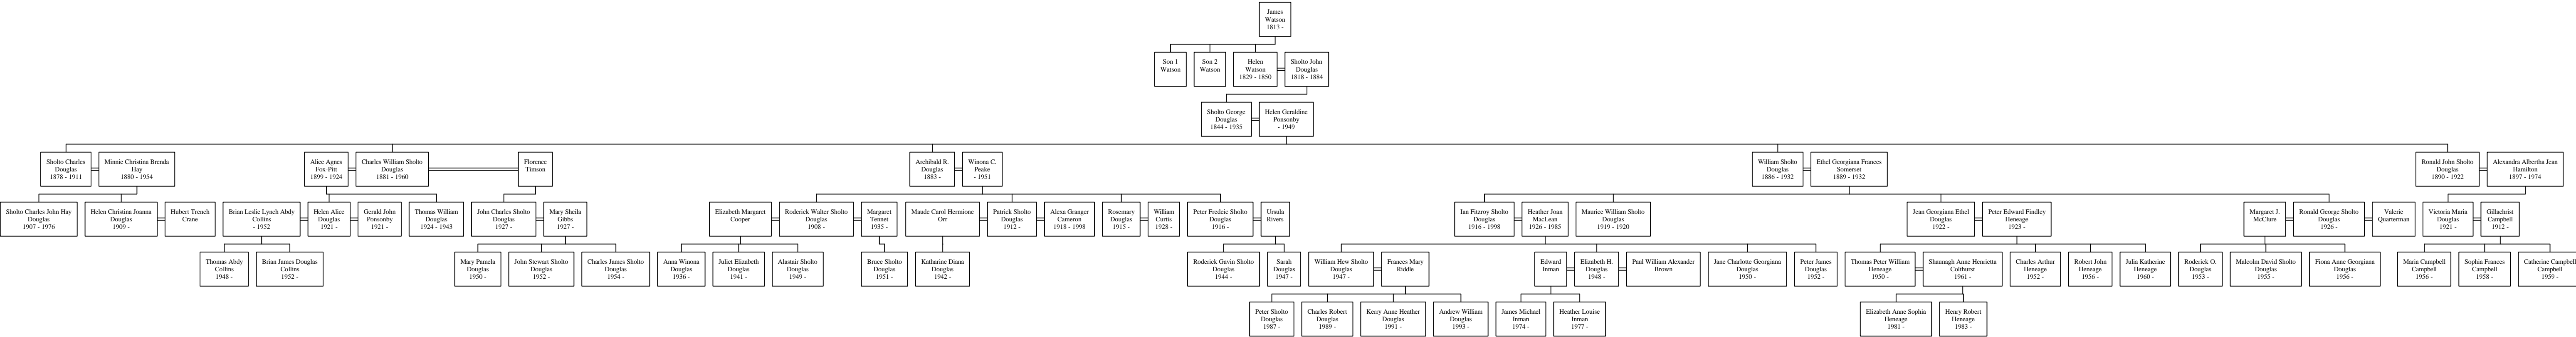 James
Watson
1813 -
Son 1
Watson
Son 2
Watson
Helen
Watson
1829 - 1850
Sholto John
Douglas
1818 - 1884
Sholto George
Douglas
1844 - 1935
Helen Geraldine
Ponsonby
- 1949
Sholto Charles
Douglas
1878 - 1911
Minnie Christina Brenda
Hay
1880 - 1954
Alice Agnes
Fox-Pitt
1899 - 1924
Charles William Sholto
Douglas
1881 - 1960
Florence
Timson
Archibald R.
Douglas
1883 -
Winona C.
Peake
- 1951
William Sholto
Douglas
1886 - 1932
Ethel Georgiana Frances
Somerset
1889 - 1932
Ronald John Sholto
Douglas
1890 - 1922
Alexandra Albertha Jean
Hamilton
1897 - 1974
Sholto Charles John Hay
Douglas
1907 - 1976
Helen Christina Joanna
Douglas
1909 -
Hubert Trench
Crane
Brian Leslie Lynch Abdy
Collins
- 1952
Helen Alice
Douglas
1921 -
Gerald John
Ponsonby
1921 -
Thomas William
Douglas
1924 - 1943
John Charles Sholto
Douglas
1927 -
Mary Sheila
Gibbs
1927 -
Elizabeth Margaret
Cooper
Roderick Walter Sholto
Douglas
1908 -
Margaret
Tennet
1935 -
Maude Carol Hermione
Orr
Patrick Sholto
Douglas
1912 -
Alexa Granger
Cameron
1918 - 1998
Rosemary
Douglas
1915 -
William
Curtis
1928 -
Peter Fredric Sholto
Douglas
1916 -
Ursula
Rivers
Ian Fitzroy Sholto
Douglas
1916 - 1998
Heather Joan
MacLean
1926 - 1985
Maurice William Sholto
Douglas
1919 - 1920
Jean Georgiana Ethel
Douglas
1922 -
Peter Edward Findley
Heneage
1923 -
Margaret J.
McClure
Ronald George Sholto
Douglas
1926 -
Valerie
Quarterman
Victoria Maria
Douglas
1921 -
Gillachrist
Campbell
1912 -
Thomas Abdy
Collins
1948 -
Brian James Douglas
Collins
1952 -
Mary Pamela
Douglas
1950 -
John Stewart Sholto
Douglas
1952 -
Charles James Sholto
Douglas
1954 -
Anna Winona
Douglas
1936 -
Juliet Elizabeth
Douglas
1941 -
Alastair Sholto
Douglas
1949 -
Bruce Sholto
Douglas
1951 -
Katharine Diana
Douglas
1942 -
Roderick Gavin Sholto
Douglas
1944 -
Sarah
Douglas
1947 -
William Hew Sholto
Douglas
1947 -
Frances Mary
Riddle
Edward
Inman
Elizabeth H.
Douglas
1948 -
Paul William Alexander
Brown
Jane Charlotte Georgiana
Douglas
1950 -
Peter James
Douglas
1952 -
Thomas Peter William
Heneage
1950 -
Shaunagh Anne Henrietta
Colthurst
1961 -
Charles Arthur
Heneage
1952 -
Robert John
Heneage
1956 -
Julia Katherine
Heneage
1960 -
Roderick O.
Douglas
1953 -
Malcolm David Sholto
Douglas
1955 -
Fiona Anne Georgiana
Douglas
1956 -
Maria Campbell
Campbell
1956 -
Sophia Frances
Campbell
1958 -
Catherine Campbell
Campbell
1959 -
Peter Sholto
Douglas
1987 -
Charles Robert
Douglas
1989 -
Kerry Anne Heather
Douglas
1991 -
Andrew William
Douglas
1993 -
James Michael
Inman
1974 -
Heather Louise
Inman
1977 -
Elizabeth Anne Sophia
Heneage
1981 -
Henry Robert
Heneage
1983 -